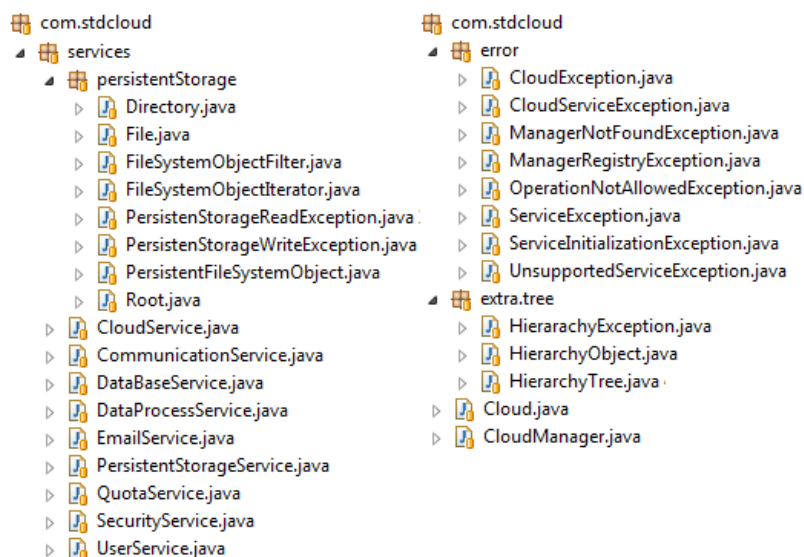 com.stdcloud
services
persistentStorage
Directory.java
File.java
FileSystemObjectFilter.java
FileSystemObjectIterator.java
PersistenStorageReadException.java
PersistenStorageWriteException.java
PersistentFileSystemObject.java
Root.java
CloudService.java
CommunicationService.java
DataBaseService.java
DataProcessService.java
EmailService.java
PersistentStorageService.java
QuotaService.java
SecurityService.java
UserService.java
com.stdcloud
error
CloudException.java
CloudServiceException.java
ManagerNotFoundException.java
ManagerRegistryException.java
OperationNotAllowedException.java
ServiceException.java
ServiceInitializationException.java
UnsupportedServiceException.java
extra.tree
HierarachyException.java
HierarchyObject.java
HierarchyTree.java
Cloud.java
CloudManager.java